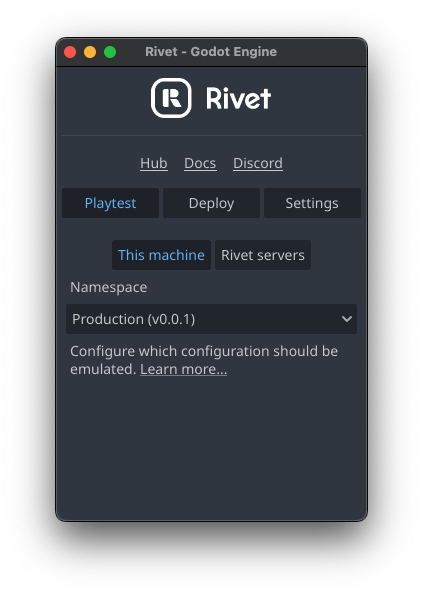 Rivet - Godot Engine
R Rivet
Hub Docs Discord
Playtest Deploy Settings
This machine Rivet servers
Namespace
Production (v0.0.1)
Configure which configuration should be
emulated. Learn more...